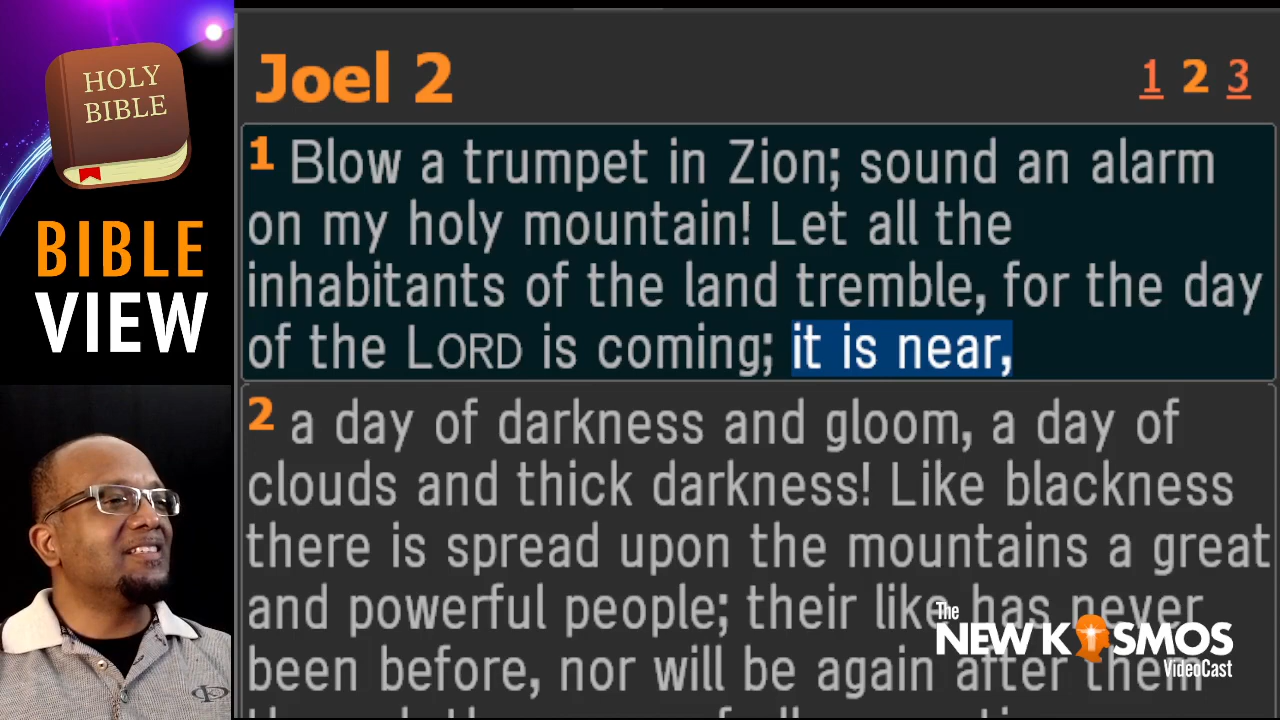 HOLY
BIBLE
BIBLE
VIEW
Joel 2
1 2 3
1 Blow a trumpet in Zion; sound an alarm
on my holy mountain! Let all the
inhabitants of the land tremble, for the day
of the LORD is coming; it is near,
2 a day of darkness and gloom, a day of
clouds and thick darkness! Like blackness
there is spread upon the mountains a great
and powerful people; their like has never
been before, nor will be again after them
The
NEW KOSMOS
VideoCast